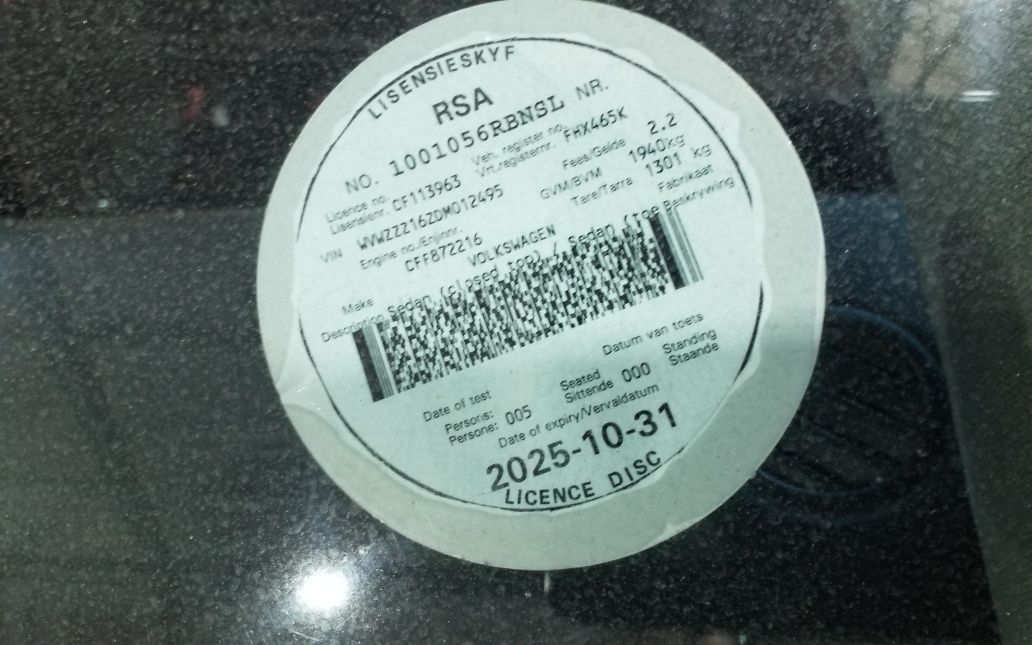 LISENSIESKYF
RSA
NO. 1001056RBNSL NR.
Licence no.
Lisensienr. CF113963
Veh. register no.
Vrt.registernr. FHX465K
VIN WVWZZZ16ZDM012495
Fees/Gelde 2.2
Engine no./Enjinnr.
CFF872216
GVM/BVM 1940kg
Tare/Tarra 1301 kg
Make VOLKSWAGEN Fabrikaat
Description Sedan (closed top) / Sedan (toe Beskrywing
Date of test Datum van toets
Persons:
Persone: 005
Seated
Sittende 000
Standing
Staande
Date of expiry/Vervaldatum
2025-10-31
LICENCE DISC